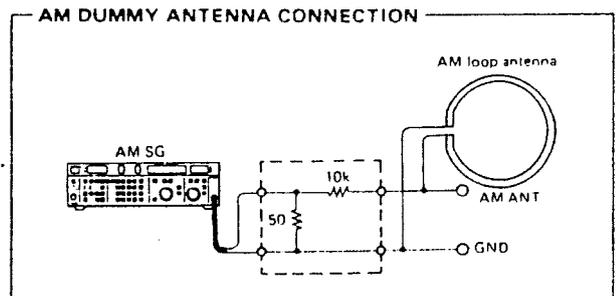 AM DUMMY ANTENNA CONNECTION
AM loop antenna
AM SG
10k
50
AM ANT
GND